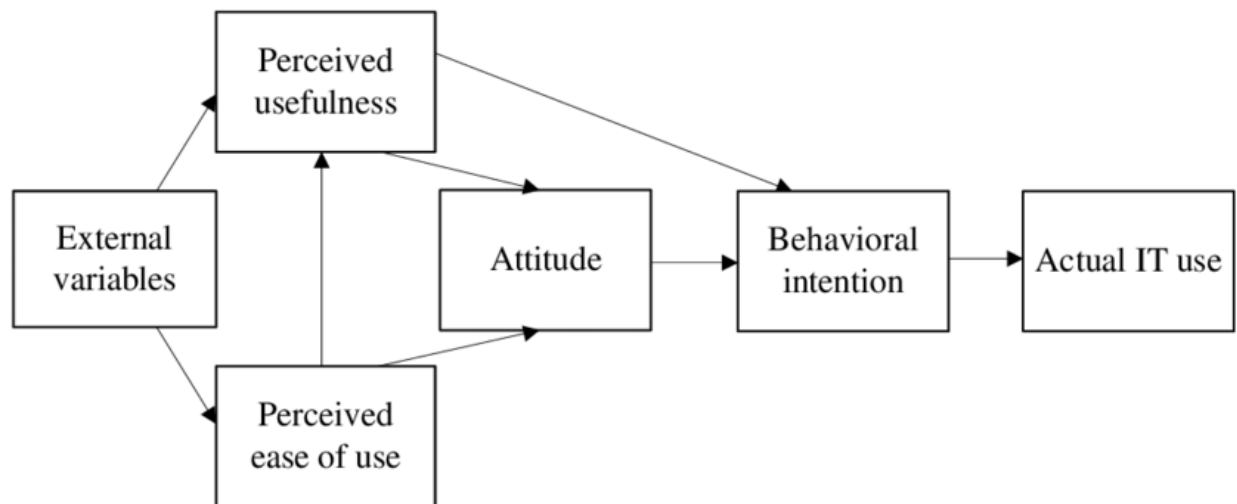 Perceived
usefulness
External
variables
Attitude
Behavioral
intention
Actual IT use
Perceived
ease of use